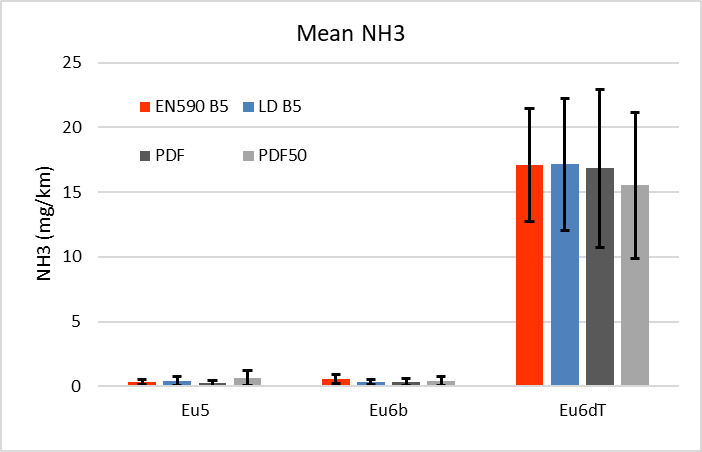 Mean NH3
NH3 (mg/km)
25
20
15
10
5
0
EN590 B5 LD B5
PDF PDF50
Eu5 Eu6b Eu6dT